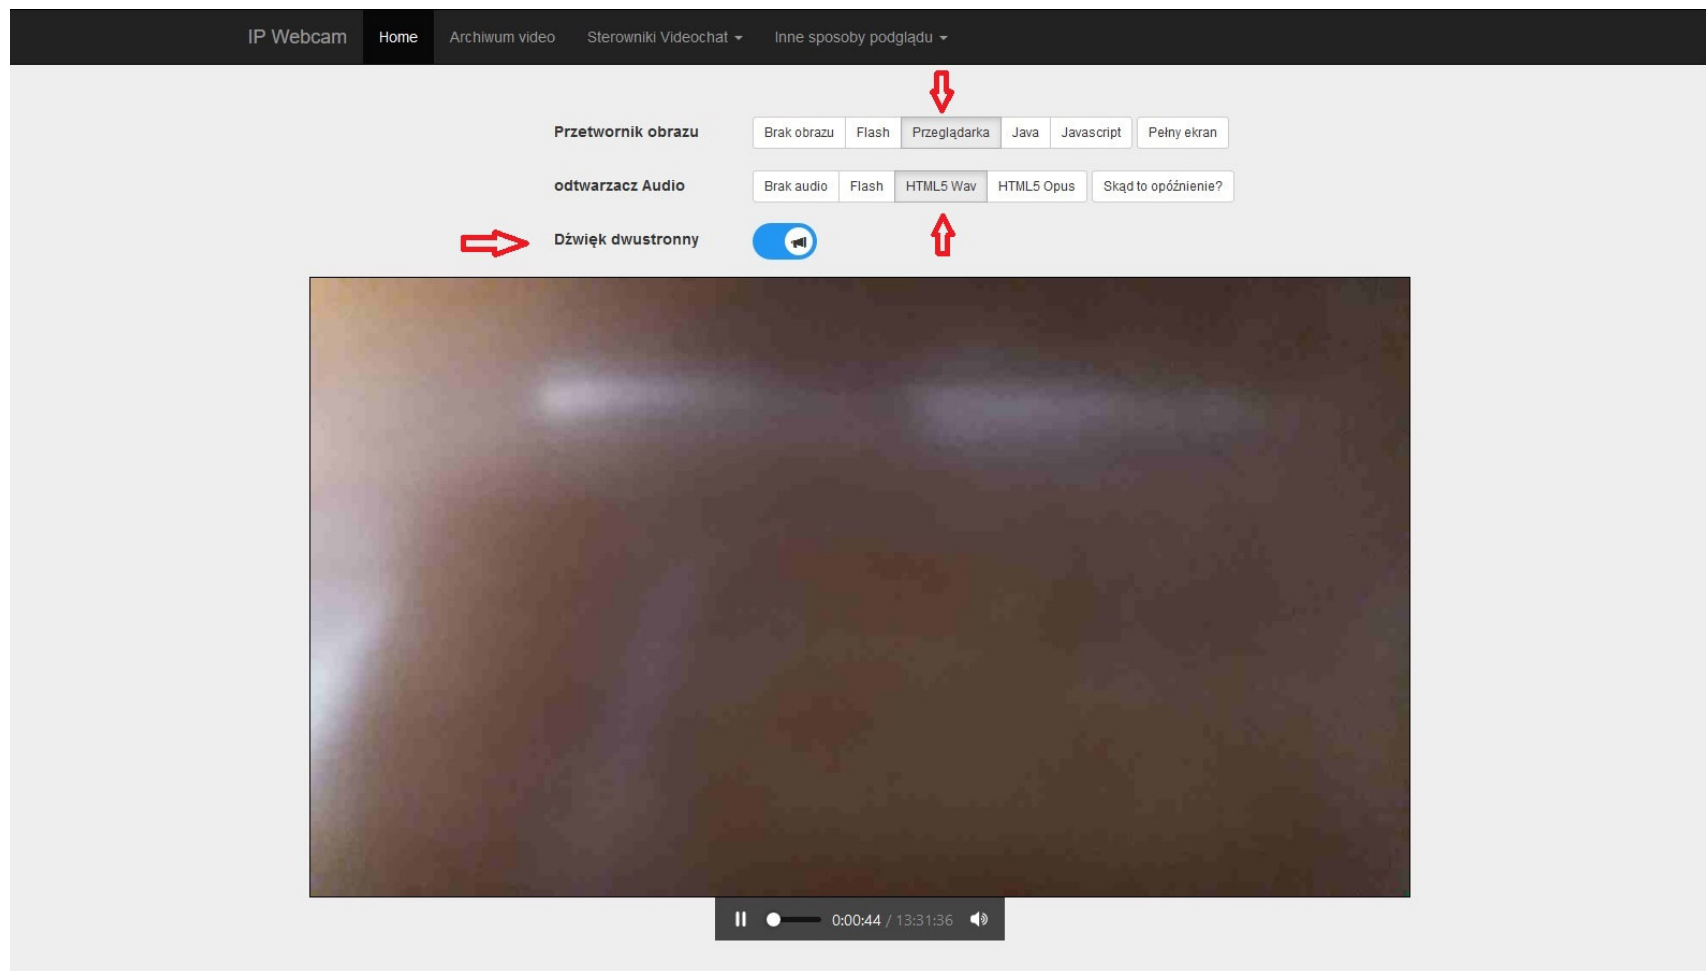 IP Webcam Home Archiwum video Sterowniki Videochat Inne sposoby podglądu
Przetwornik obrazu Brak obrazu Flash Przeglądarka Java Javascript Pełny ekran
odtwarzacz Audio Brak audio Flash HTML5 Wav HTML5 Opus Skąd to opóźnienie?
Dźwięk dwustronny
0:00:44 / 13:31:36